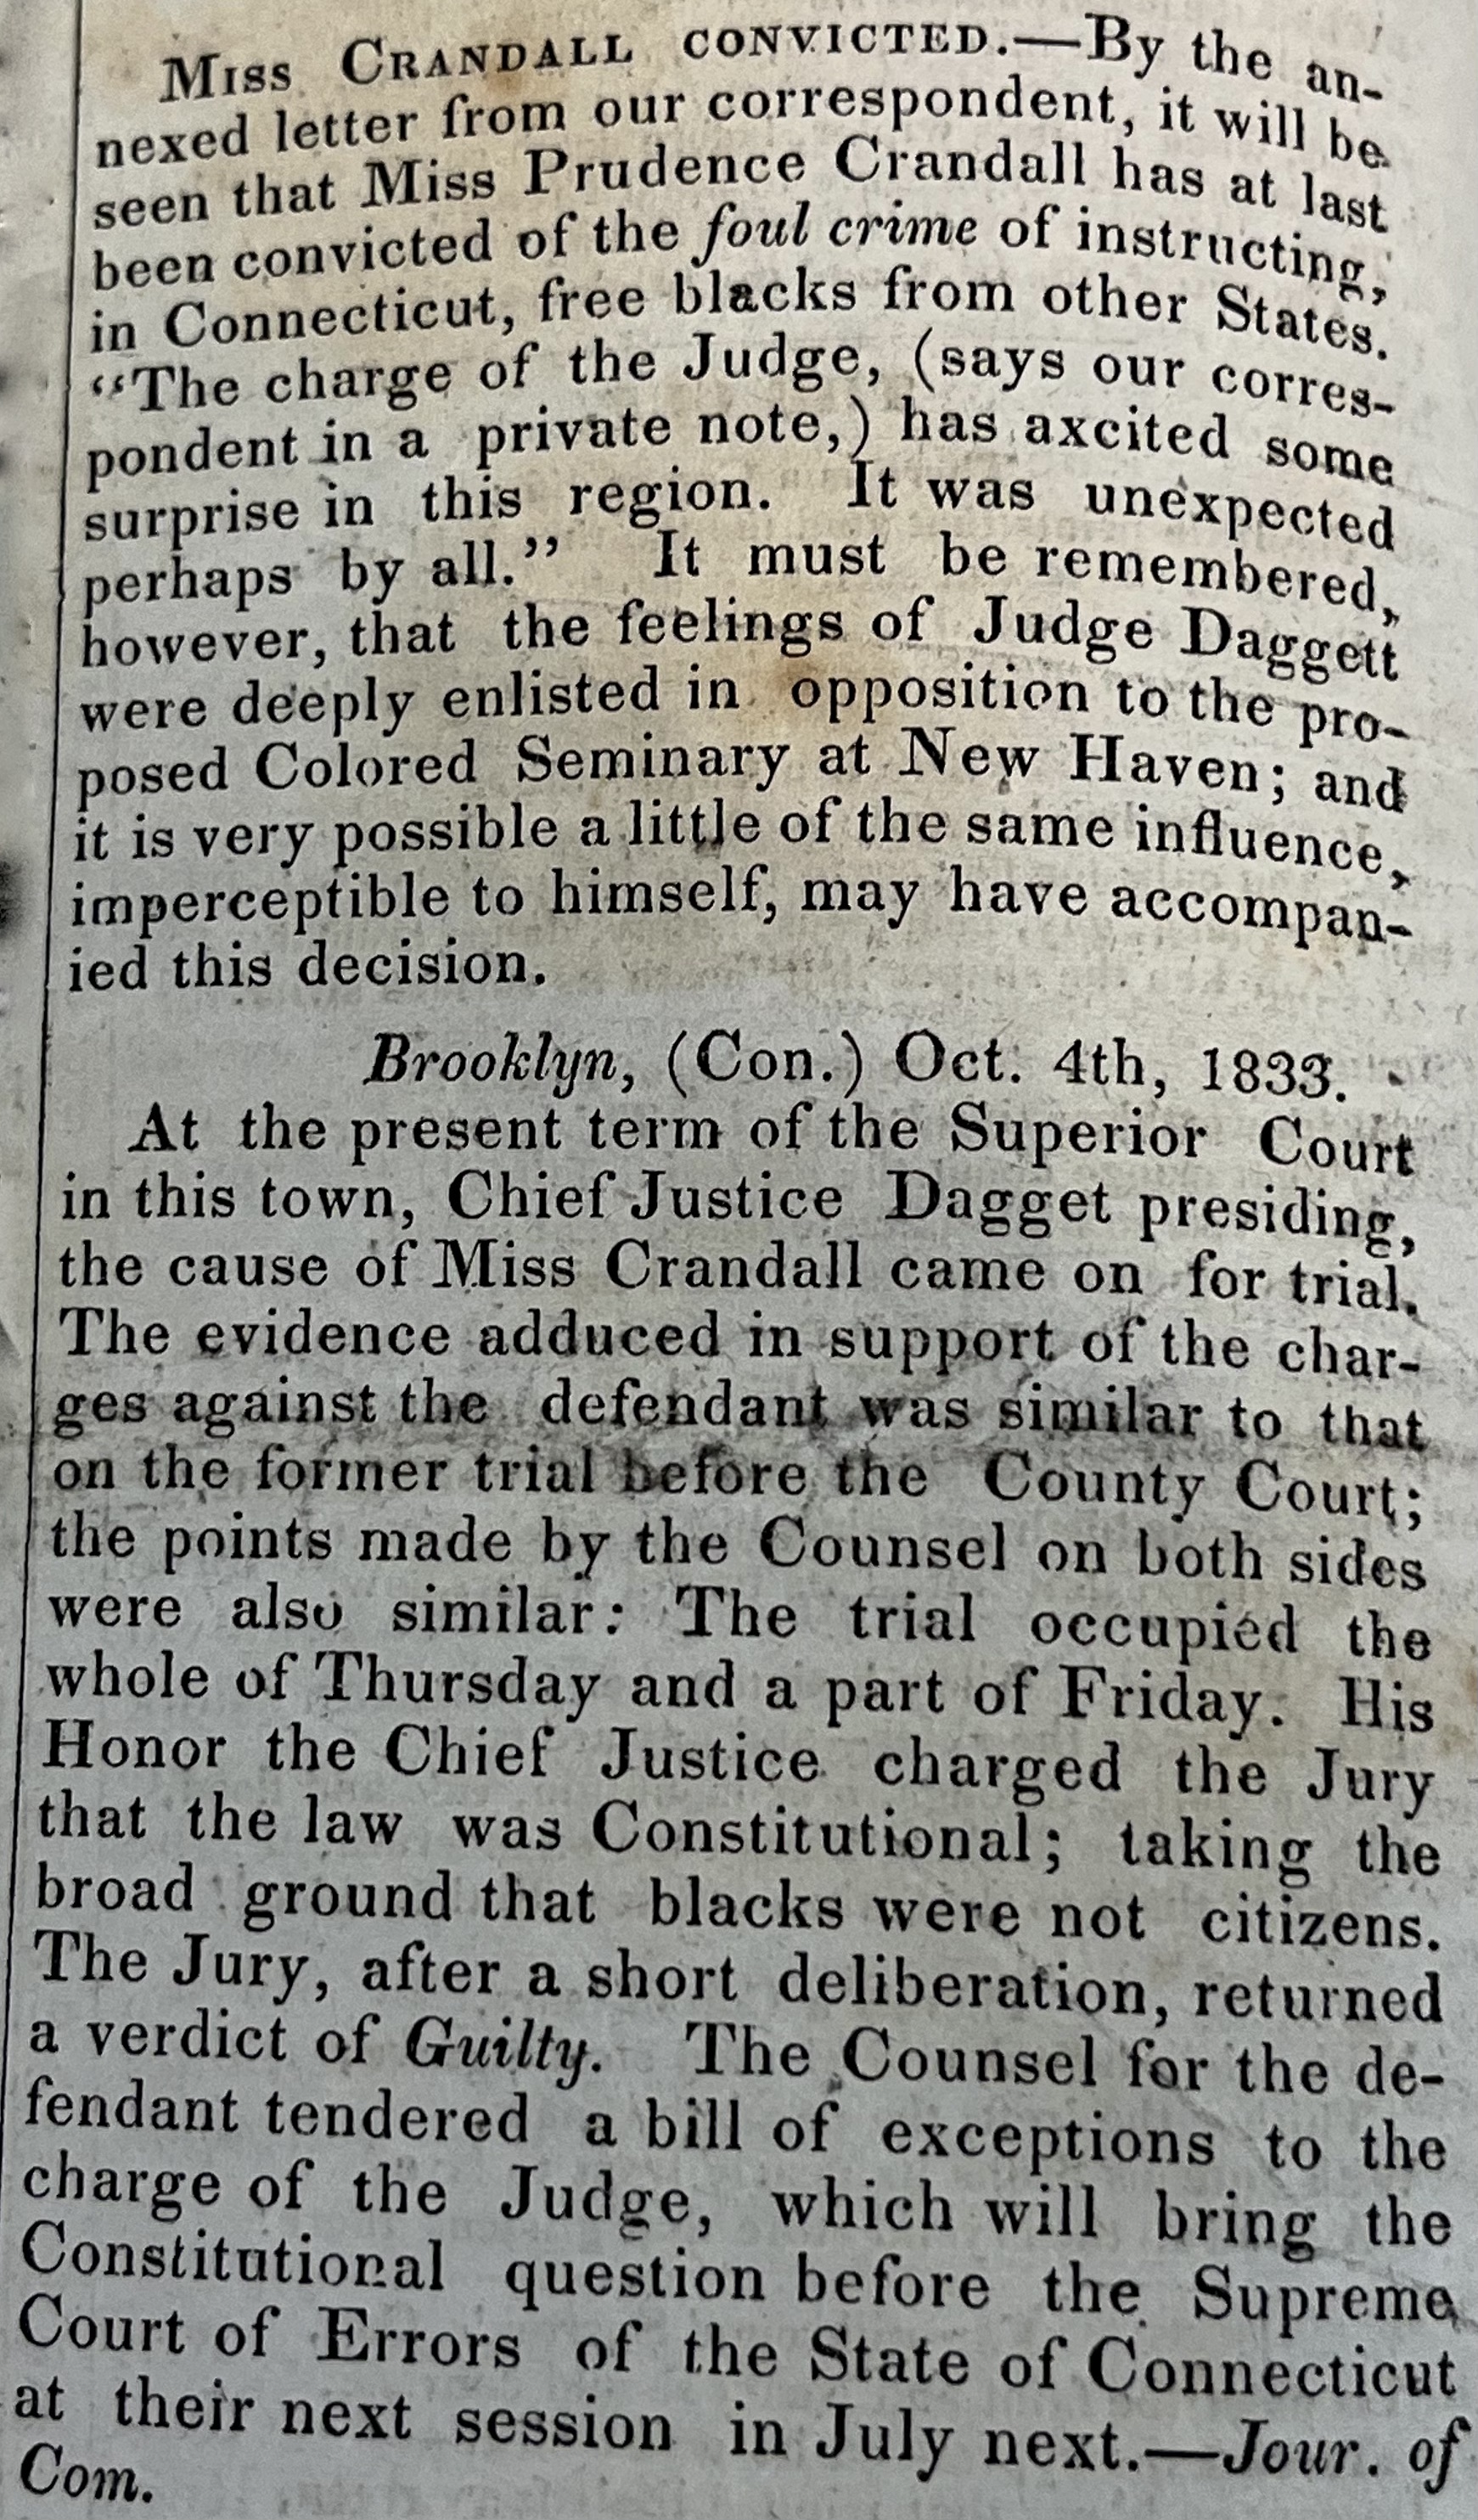 MISS CRANDALL CONVICTED.—By the an-
nexed letter from our correspondent, it will be
seen that Miss Prudence Crandall has at last
been convicted of the foul crime of instructing,
in Connecticut, free blacks from other States.
“The charge of the Judge, (says our corres-
pondent in a private note,) has axcited some
surprise in this region. It was unexpected
perhaps by all.” It must be remembered,
however, that the feelings of Judge Daggett
were deeply enlisted in opposition to the pro-
posed Colored Seminary at New Haven; and
it is very possible a little of the same influence,
imperceptible to himself, may have accompan-
ied this decision.
Brooklyn, (Con.) Oct. 4th, 1833.
At the present term of the Superior Court
in this town, Chief Justice Dagget presiding,
the cause of Miss Crandall came on for trial.
The evidence adduced in support of the char-
ges against the defendant was similar to that
on the former trial before the County Court;
the points made by the Counsel on both sides
were also similar: The trial occupied the
whole of Thursday and a part of Friday. His
Honor the Chief Justice charged the Jury
that the law was Constitutional; taking the
broad ground that blacks were not citizens.
The Jury, after a short deliberation, returned
a verdict of Guilty. The Counsel for the de-
fendant tendered a bill of exceptions to the
charge of the Judge, which will bring the
Constitutional question before the Supreme
Court of Errors of the State of Connecticut
at their next session in July next.—Jour. of
Com.